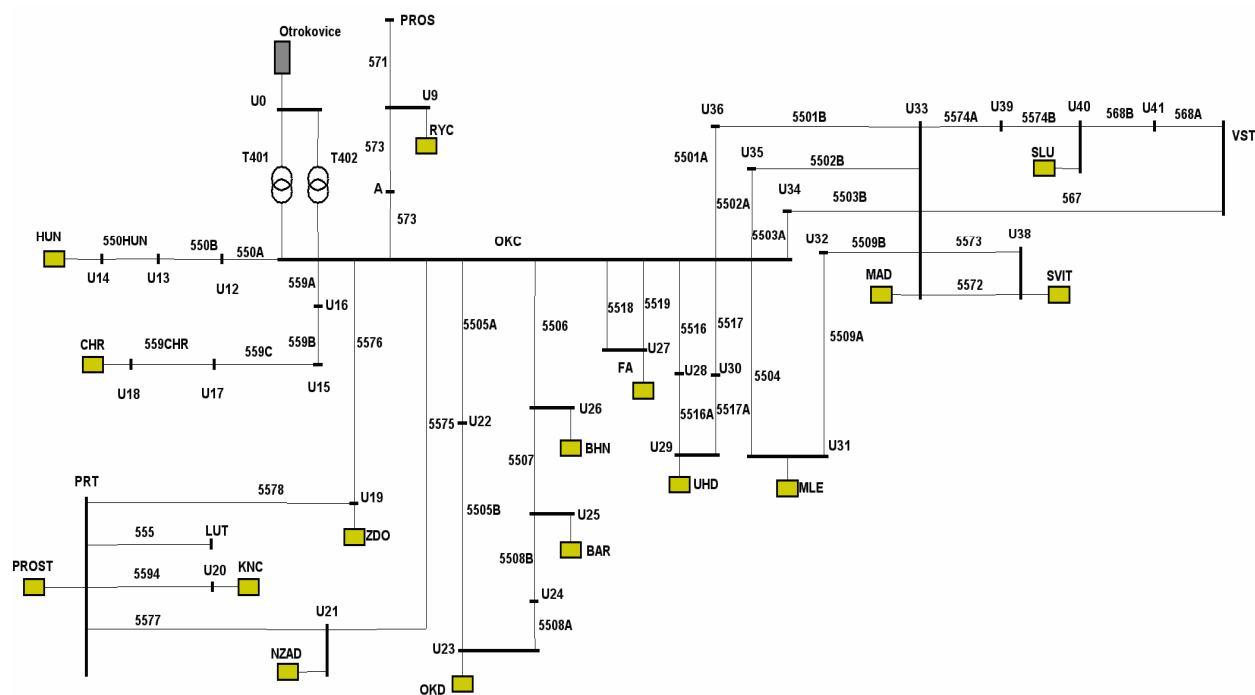 PROS
Otrokovice
571
U9
U0
RYC
573
T401
T402
A
573
U36
5501B
U33
5574A
U39
5574B
U40
568B
U41
568A
VST
5501A
U35
5502B
SLU
5502A
U34
5503B
567
5503A
U32
5509B
5573
U38
HUN
550HUN
550B
550A
OKC
U14
U13
U12
MAD
5572
SVIT
559A
U16
5576
5505A
5506
5518
5519
5516
5517
5504
5509A
CHR
559CHR
559C
559B
U18
U17
U15
U27
FA
U28
U30
5575
U22
U26
BHN
5516A
5517A
U29
U31
5507
UHD
MLE
PRT
5578
U19
ZDO
5505B
U25
BAR
555
LUT
5508B
PROST
5594
U20
KNC
U24
5577
U21
5508A
NZAD
U23
OKD